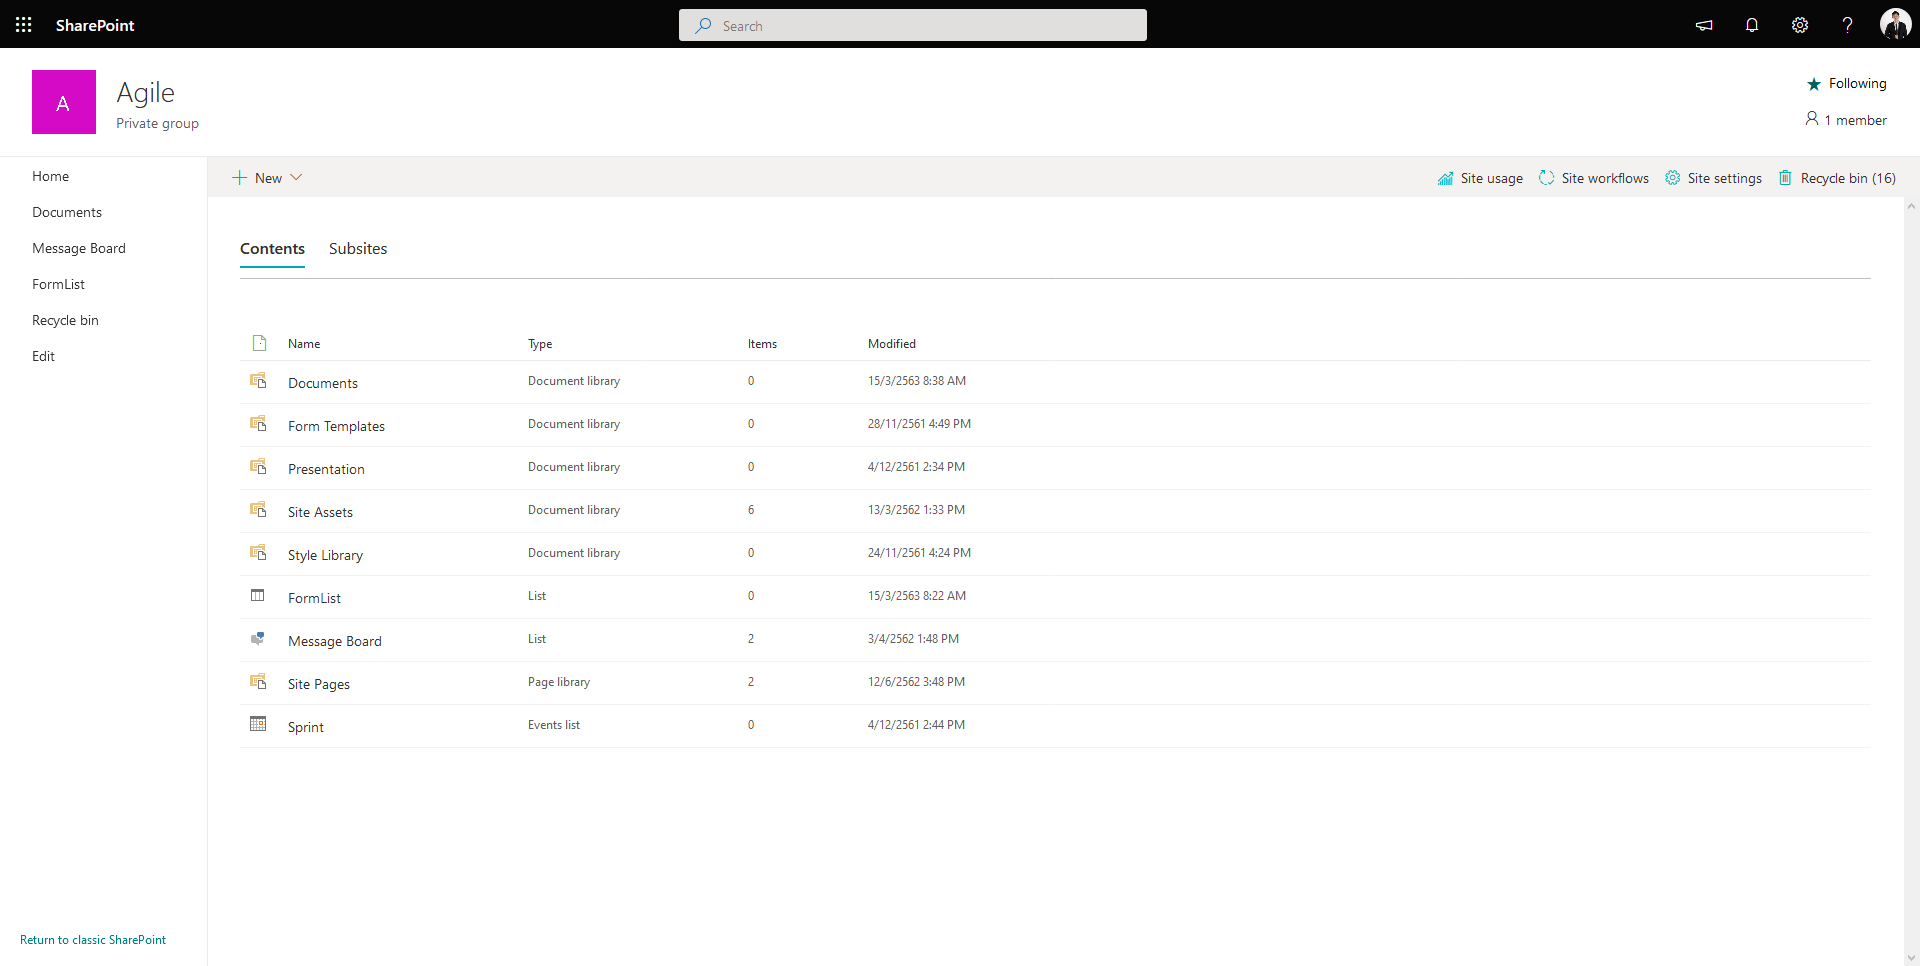 SharePoint
Search
A
Agile
Private group
Following
1 member
Home
Documents
Message Board
FormList
Recycle bin
Edit
New
Site usage
Site workflows
Site settings
Recycle bin (16)
Contents Subsites
Name Type Items Modified
Documents Document library 0 15/3/2563 8:38 AM
Form Templates Document library 0 28/11/2561 4:49 PM
Presentation Document library 0 4/12/2561 2:34 PM
Site Assets Document library 6 13/3/2562 1:33 PM
Style Library Document library 0 24/11/2561 4:24 PM
FormList List 0 15/3/2563 8:22 AM
Message Board List 2 3/4/2562 1:48 PM
Site Pages Page library 2 12/6/2562 3:48 PM
Sprint Events list 0 4/12/2561 2:44 PM
Return to classic SharePoint